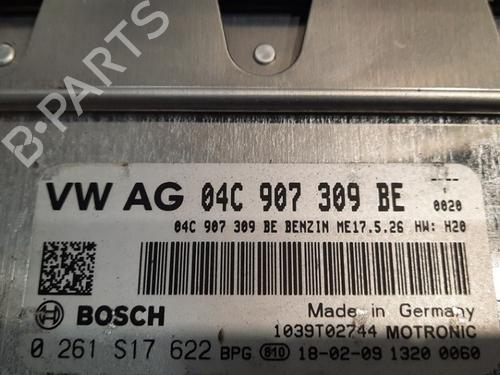 B-PARTS
VW AG 04C 907 309 BE
0020
04C 907 309 BE BENZIN ME17.5.26 HW: H20
BOSCH
Made in Germany
1039T02744 MOTRONIC
0 261 S17 622 BPG 810 18-02-09 1320 0060